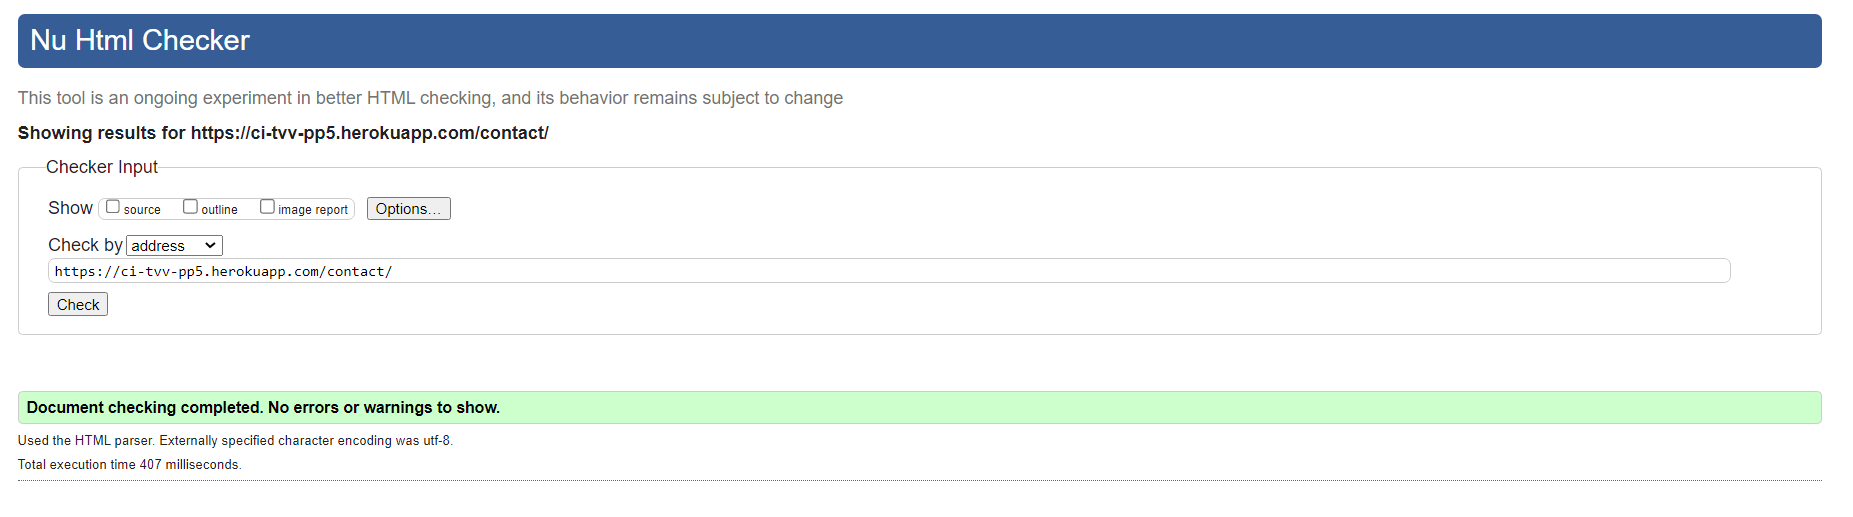 Nu Html Checker
This tool is an ongoing experiment in better HTML checking, and its behavior remains subject to change
Showing results for https://ci-tvv-pp5.herokuapp.com/contact/
Checker Input
Show source outline image report Options...
Check by address
https://ci-tvv-pp5.herokuapp.com/contact/
Check
Document checking completed. No errors or warnings to show.
Used the HTML parser. Externally specified character encoding was utf-8.
Total execution time 407 milliseconds.